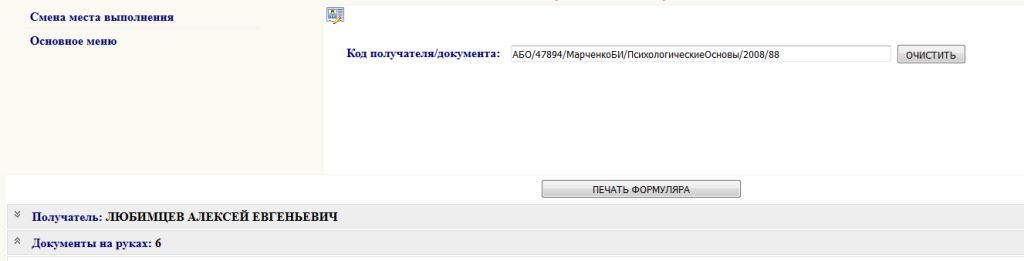 Смена места выполнения
Основное меню
Код получателя/документа: АБО/47894/МарченкоБИ/ПсихологическиеОсновы/2008/88 ОЧИСТИТЬ
ПЕЧАТЬ ФОРМУЛЯРА
Получатель: ЛЮБИМЦЕВ АЛЕКСЕЙ ЕВГЕНЬЕВИЧ
Документы на руках: 6